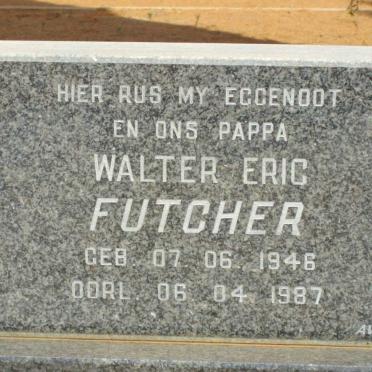 HIER RUS MY EGGENOOT
EN ONS PAPPA
WALTER ERIC
FUTCHER
GEB. 07 06. 1946
OORL. 06 04. 1987